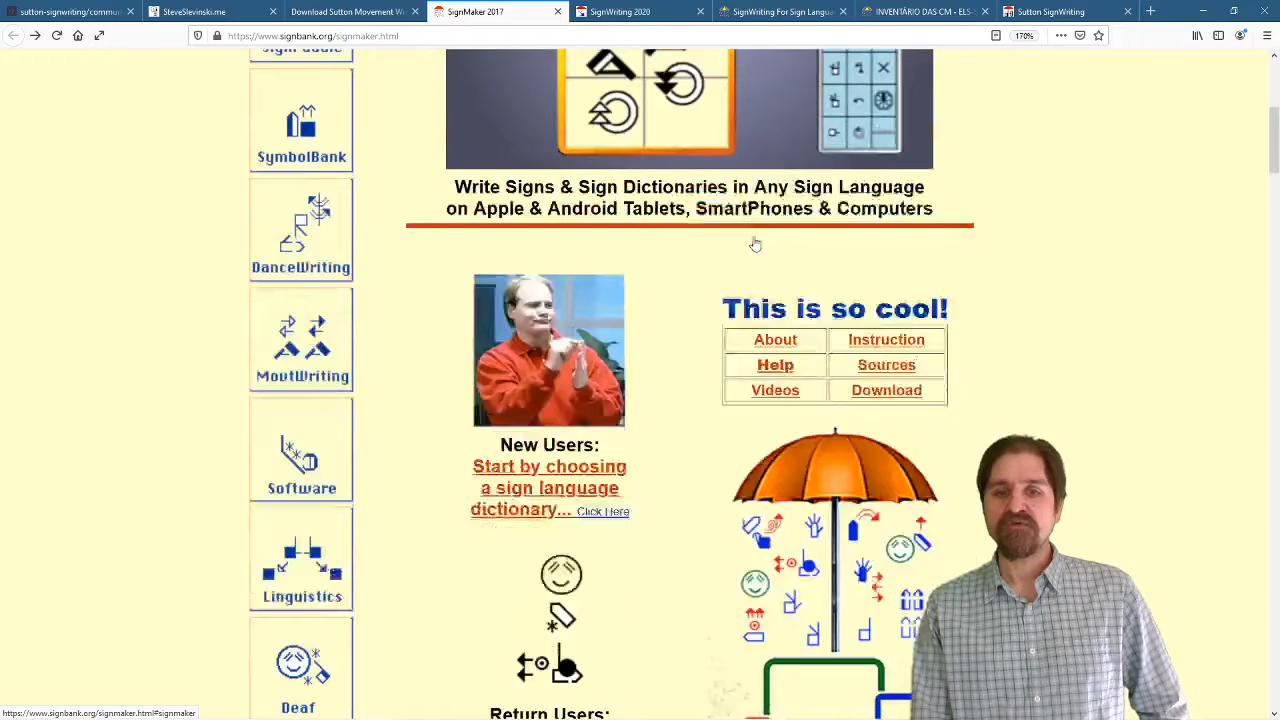 sutton-signwriting/commu
SteveSlevinski.me
Download Sutton Movement W
SignMaker 2017
SignWriting 2020
SignWriting For Sign Langua
INVENTÁRIO DAS CM - ELS-
Sutton SignWriting
https://www.signbank.org/signmaker.html
170%
SymbolBank
DanceWriting
MovtWriting
Software
Linguistics
Deaf
Write Signs & Sign Dictionaries in Any Sign Language
on Apple & Android Tablets, SmartPhones & Computers
New Users:
Start by choosing
a sign language
dictionary... Click Here
Return Users:
This is so cool!
About Instruction
Help Sources
Videos Download
https://www.signbank.org/signmaker.html#signmaker